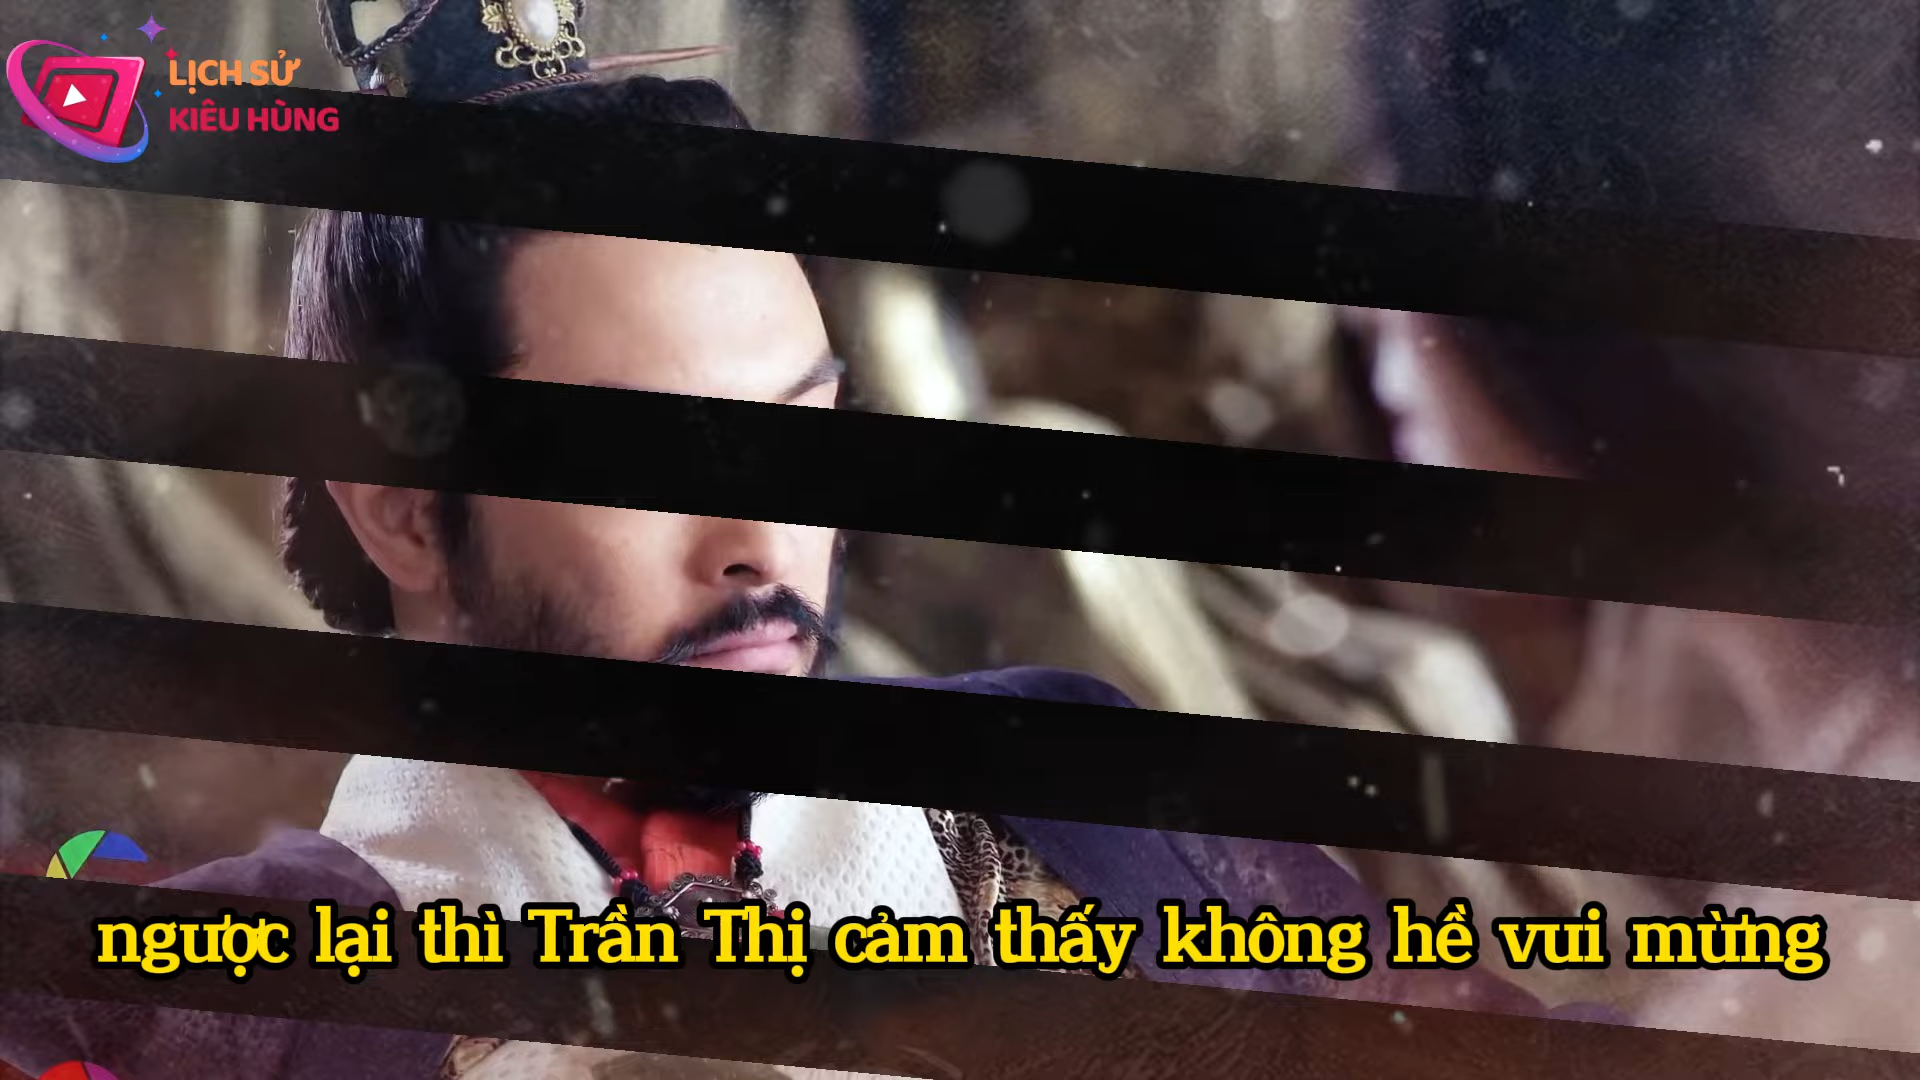 LỊCH SỬ
KIÊU HÙNG
ngược lại thì Trần Thị cảm thấy không hề vui mừng